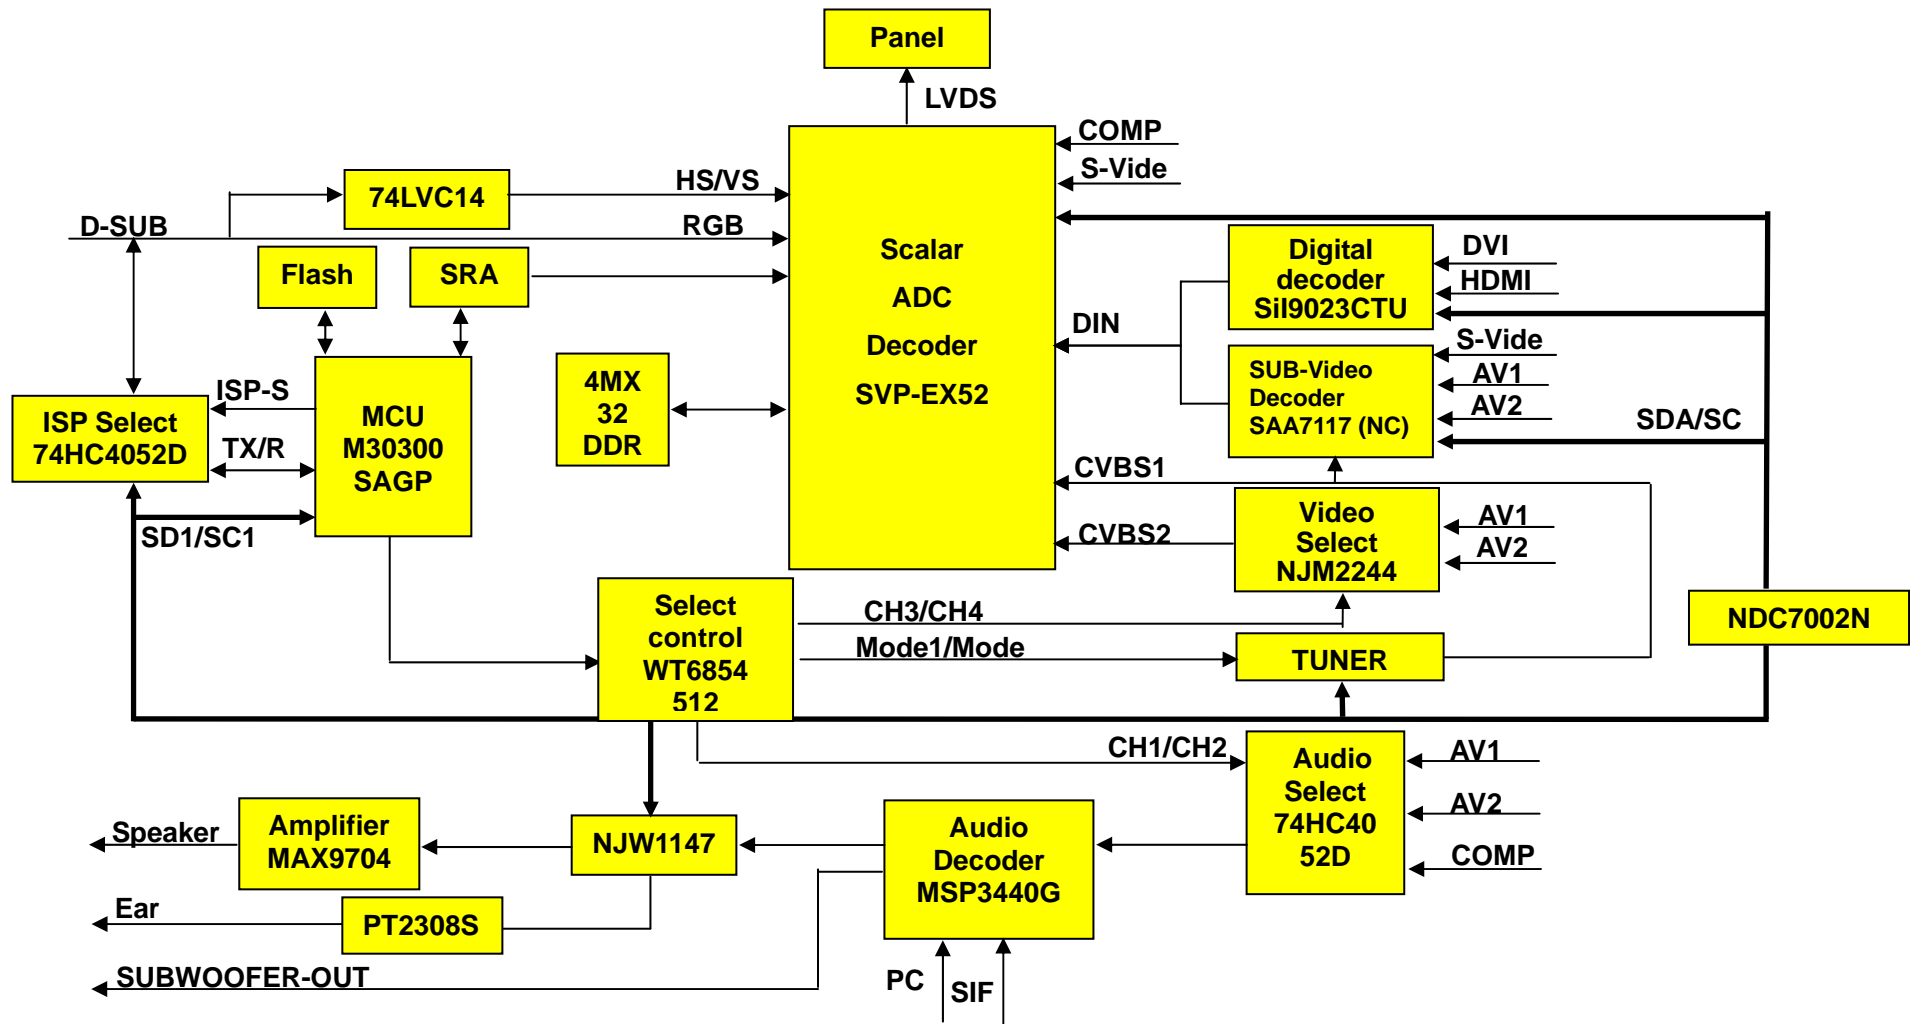 Panel
LVDS
COMP
S-Vide
74LVC14
HS/VS
D-SUB
RGB
Flash
SRA
Scalar
ADC
Decoder
SVP-EX52
Digital
decoder
SiI9023CTU
DVI
HDMI
DIN
S-Vide
SUB-Video
Decoder
SAA7117 (NC)
AV1
AV2
SDA/SC
4MX
32
DDR
ISP-S
ISP Select
74HC4052D
TX/R
MCU
M30300
SAGP
SD1/SC1
CVBS1
CVBS2
Video
Select
NJM2244
AV1
AV2
Select
control
WT6854
512
CH3/CH4
Mode1/Mode
TUNER
NDC7002N
CH1/CH2
Audio
Select
74HC40
52D
AV1
AV2
COMP
Speaker
Amplifier
MAX9704
NJW1147
Audio
Decoder
MSP3440G
Ear
PT2308S
SUBWOOFER-OUT
PC
SIF